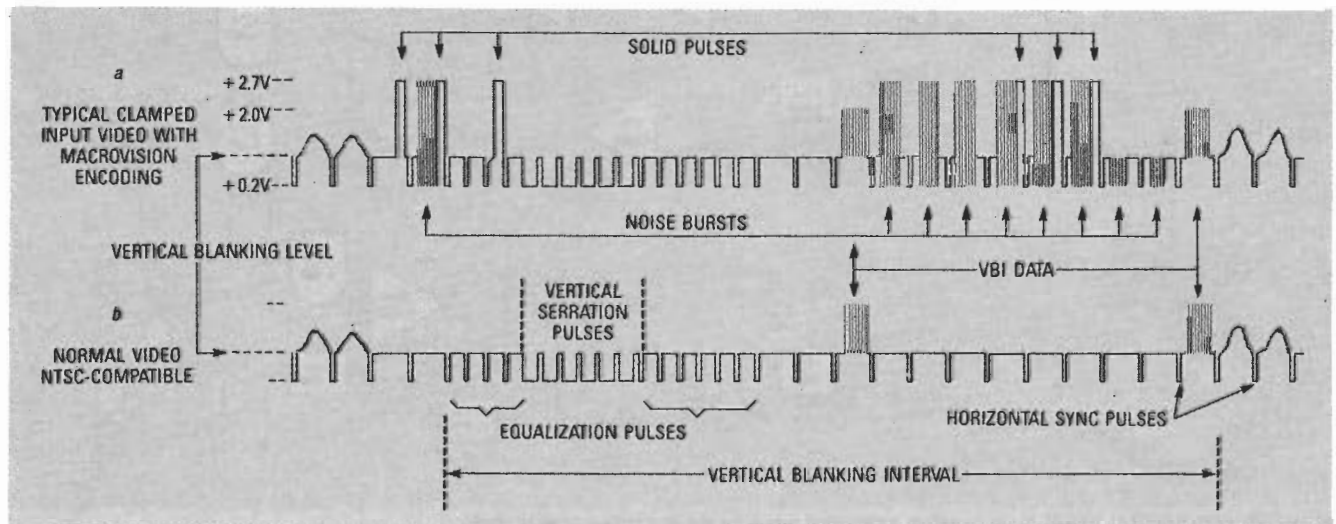 SOLID PULSES
a
TYPICAL CLAMPED
INPUT VIDEO WITH
MACROVISION
ENCODING
+2.7V
+2.0V
+0.2V
NOISE BURSTS
VERTICAL BLANKING LEVEL
VBI DATA
b
NORMAL VIDEO
NTSC-COMPATIBLE
VERTICAL
SERRATION
PULSES
EQUALIZATION PULSES
HORIZONTAL SYNC PULSES
VERTICAL BLANKING INTERVAL